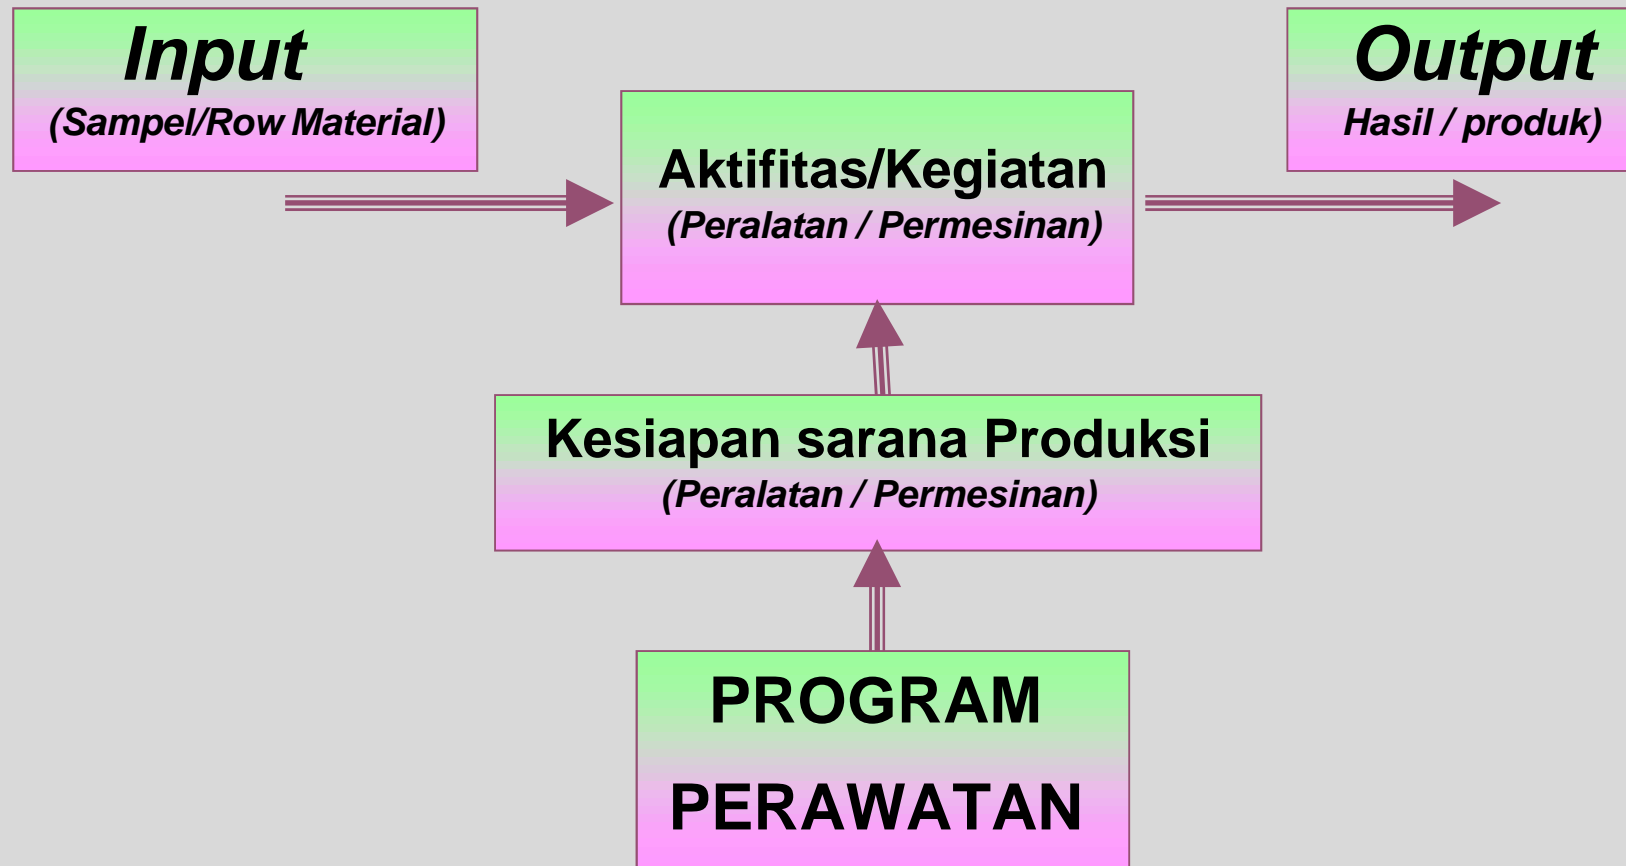 Input
(Sampel/Row Material)
Output
Hasil / produk)
Aktifitas/Kegiatan
(Peralatan / Permesinan)
Kesiapan sarana Produksi
(Peralatan / Permesinan)
PROGRAM
PERAWATAN